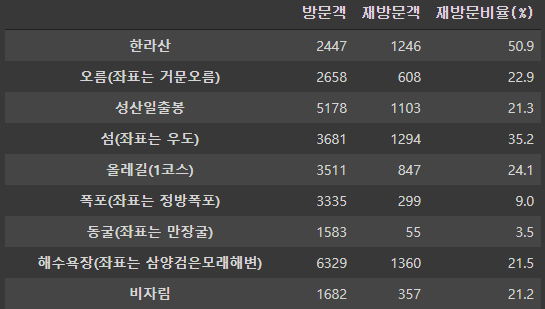 방문객 재방문객 재방문비율(%)
한라산 2447 1246 50.9
오름(좌표는 거문오름) 2658 608 22.9
성산일출봉 5178 1103 21.3
섬(좌표는 우도) 3681 1294 35.2
올레길(1코스) 3511 847 24.1
폭포(좌표는 정방폭포) 3335 299 9.0
동굴(좌표는 만장굴) 1583 55 3.5
해수욕장(좌표는 삼양검은모래해변) 6329 1360 21.5
비자림 1682 357 21.2